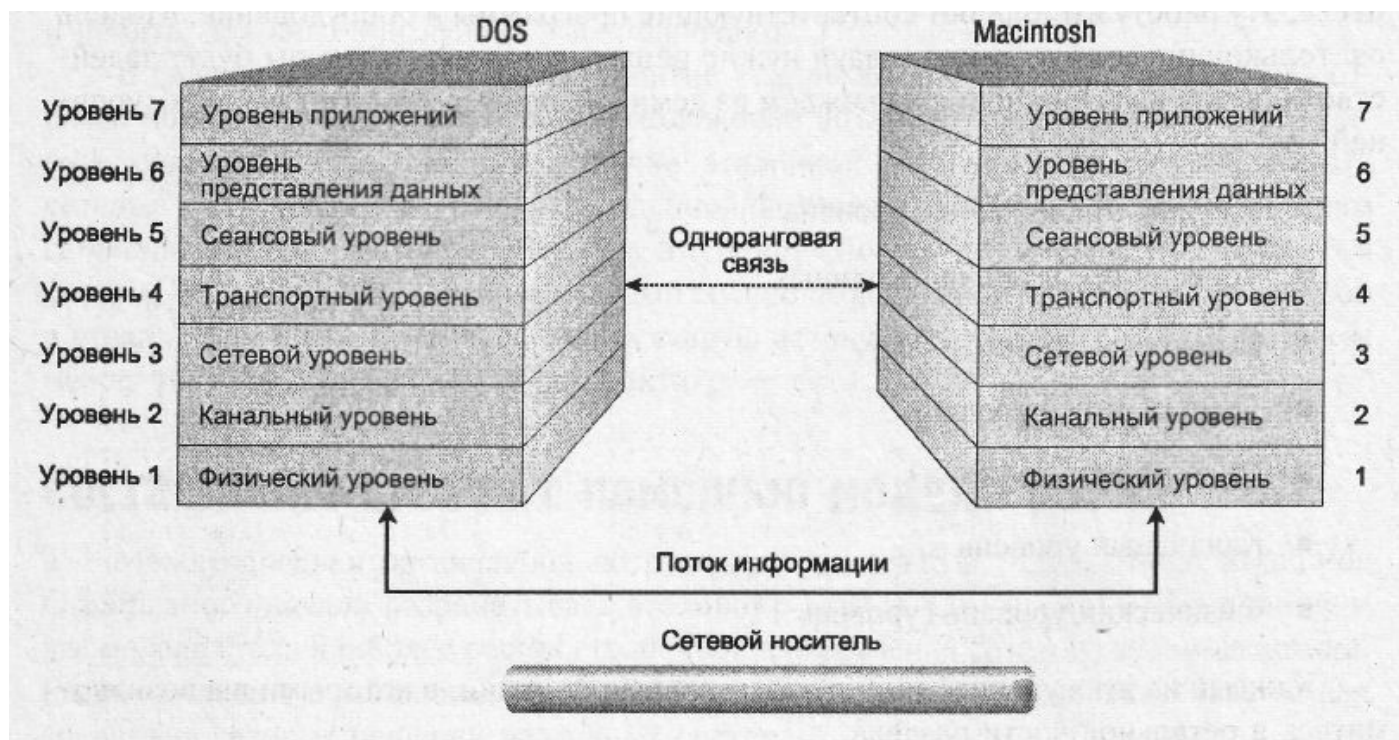 DOS
Macintosh
Уровень 7
Уровень приложений
Уровень приложений
7
Уровень 6
Уровень
представления данных
Уровень
представления данных
6
Уровень 5
Сеансовый уровень
Одноранговая
связь
Сеансовый уровень
5
Уровень 4
Транспортный уровень
Транспортный уровень
4
Уровень 3
Сетевой уровень
Сетевой уровень
3
Уровень 2
Канальный уровень
Канальный уровень
2
Уровень 1
Физический уровень
Физический уровень
1
Поток информации
Сетевой носитель